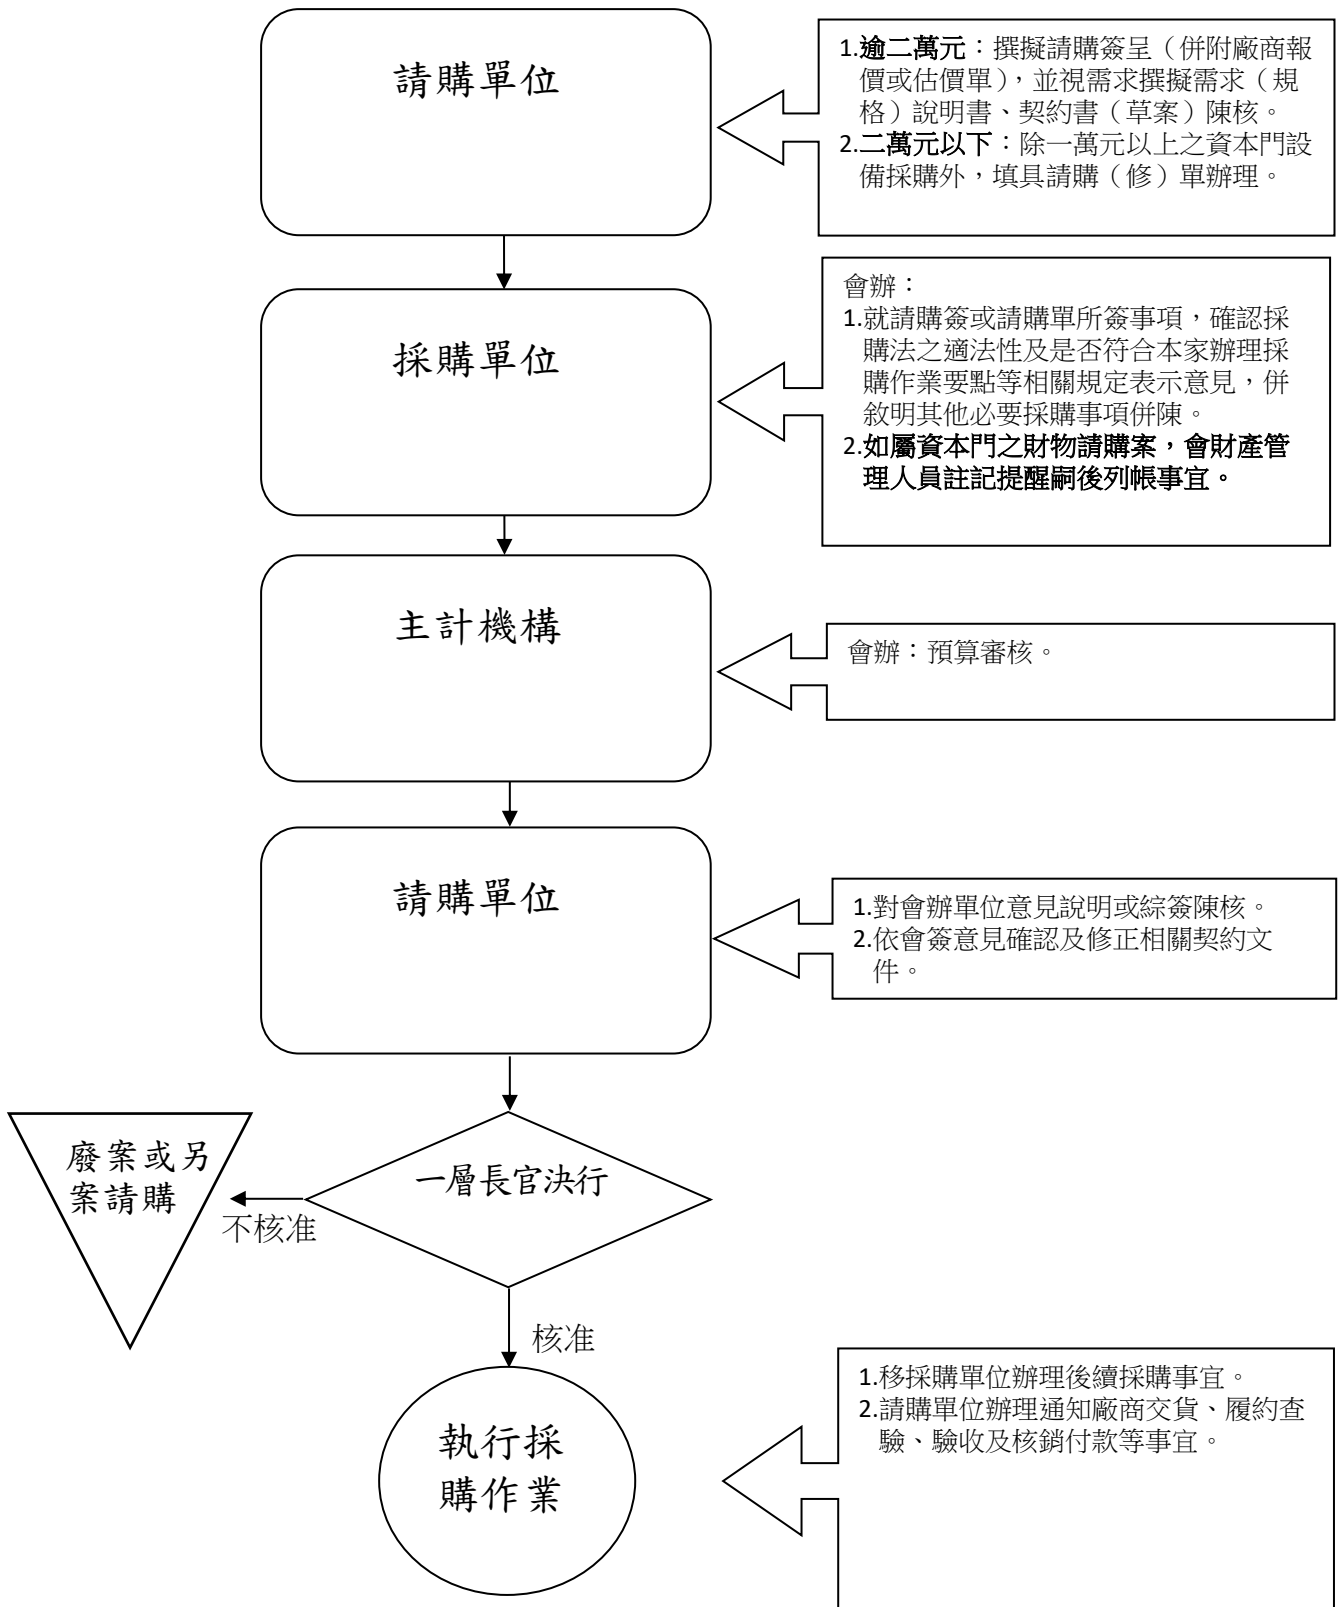 請購單位
1.逾二萬元：撰擬請購簽呈（併附廠商報
價或估價單），並視需求撰擬需求（規
格）說明書、契約書（草案）陳核。
2.二萬元以下：除一萬元以上之資本門設
備採購外，填具請購（修）單辦理。
採購單位
會辦：
1.就請購簽或請購單所簽事項，確認採
購法之適法性及是否符合本家辦理採
購作業要點等相關規定表示意見，併
敘明其他必要採購事項併陳。
2.如屬資本門之財物請購案，會財產管
理人員註記提醒嗣後列帳事宜。
主計機構
會辦：預算審核。
請購單位
1.對會辦單位意見說明或綜簽陳核。
2.依會簽意見確認及修正相關契約文
件。
一層長官決行
廢案或另
案請購
不核准
核准
執行採
購作業
1.移採購單位辦理後續採購事宜。
2.請購單位辦理通知廠商交貨、履約查
驗、驗收及核銷付款等事宜。